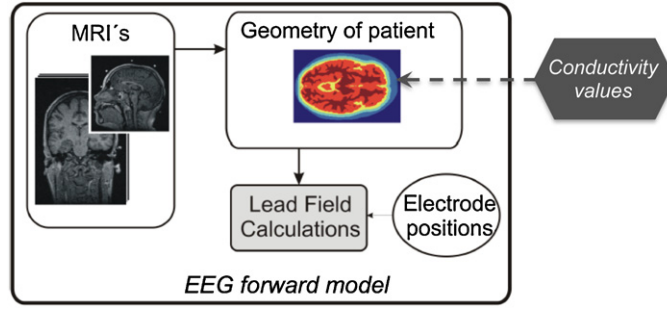 MRI´s
Geometry of patient
Conductivity
values
Lead Field
Calculations
Electrode
positions
EEG forward model